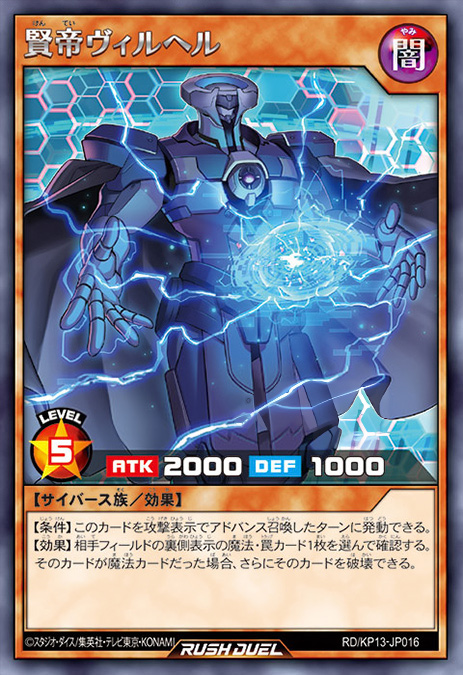 けんてい
賢帝ヴィルヘル
やみ
闇
LEVEL
5
ATK 2000 DEF 1000
【サイバース族／効果】
【条件】このカードを攻撃表示でアドバンス召喚したターンに発動できる。
【効果】相手フィールドの裏側表示の魔法・罠カード1枚を選んで確認する。
そのカードが魔法カードだった場合、さらにそのカードを破壊できる。
©スタジオ・ダイス/集英社・テレビ東京・KONAMI
RUSH DUEL
RD/KP13-JP016